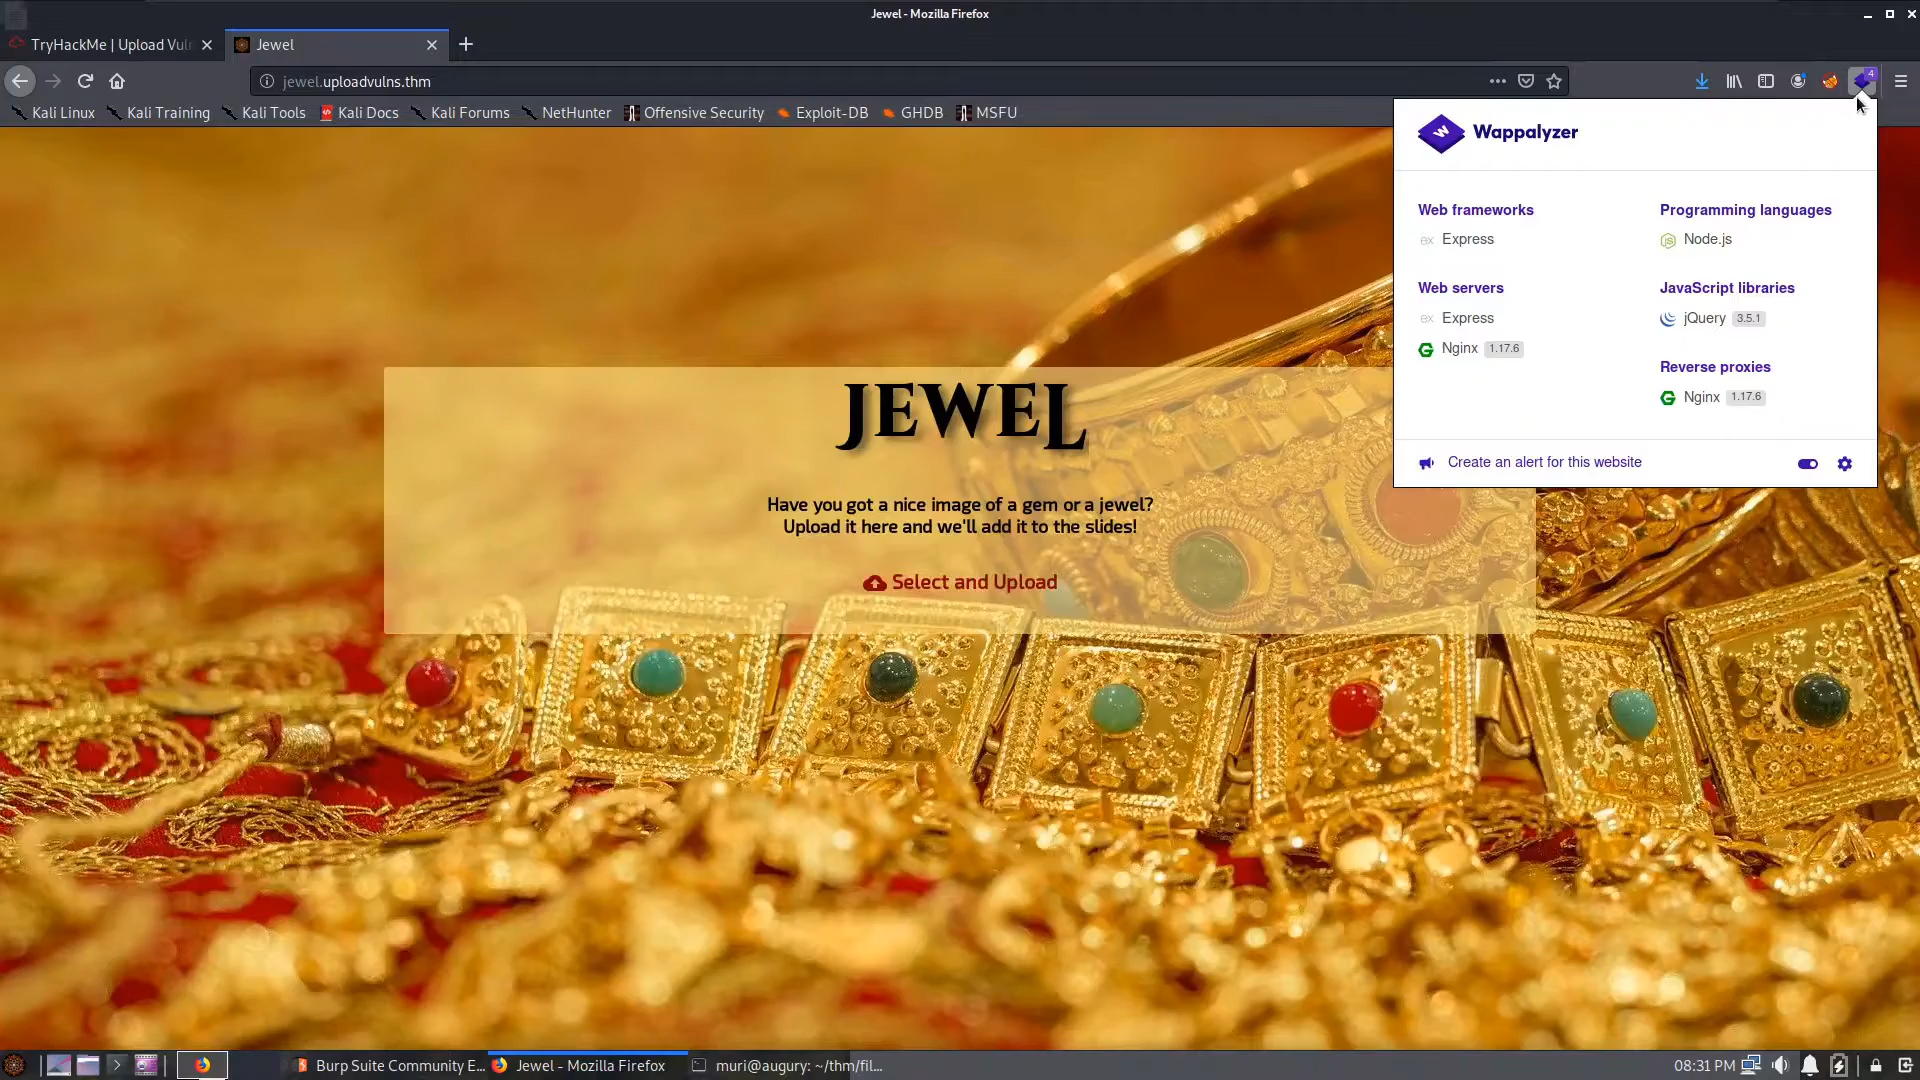 Jewel - Mozilla Firefox
TryHackMe | Upload Vul
Jewel
jewel.uploadvulns.thm
4
Kali Linux Kali Training Kali Tools Kali Docs Kali Forums NetHunter Offensive Security Exploit-DB GHDB MSFU
Wappalyzer
Web frameworks
ex Express
Web servers
ex Express
Nginx 1.17.6
Programming languages
Node.js
JavaScript libraries
jQuery 3.5.1
Reverse proxies
Nginx 1.17.6
Create an alert for this website
JEWEL
Have you got a nice image of a gem or a jewel?
Upload it here and we'll add it to the slides!
Select and Upload
Burp Suite Community E... Jewel - Mozilla Firefox muri@augury: ~/thm/fil... 08:31 PM